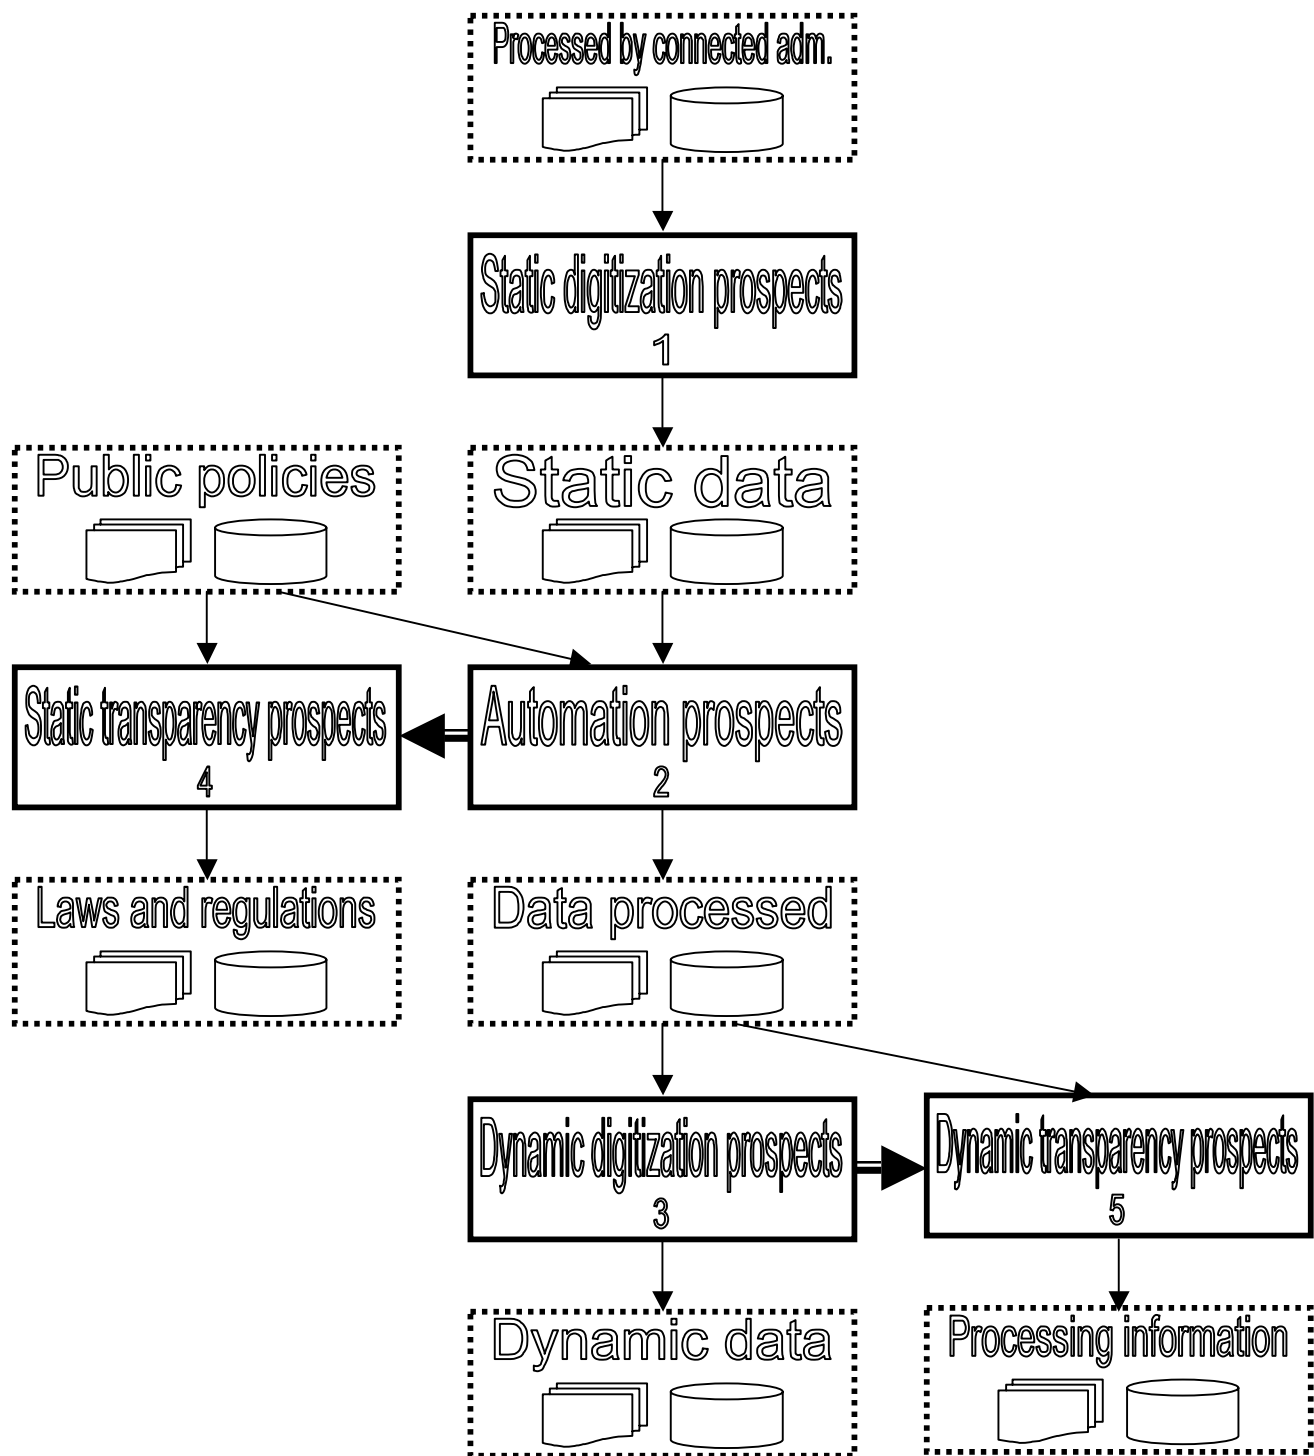 Processed by connected adm.
Static digitization prospects
1
Public policies
Static data
Static transparency prospects
4
Automation prospects
2
Laws and regulations
Data processed
Dynamic digitization prospects
3
Dynamic transparency prospects
5
Dynamic data
Processing information